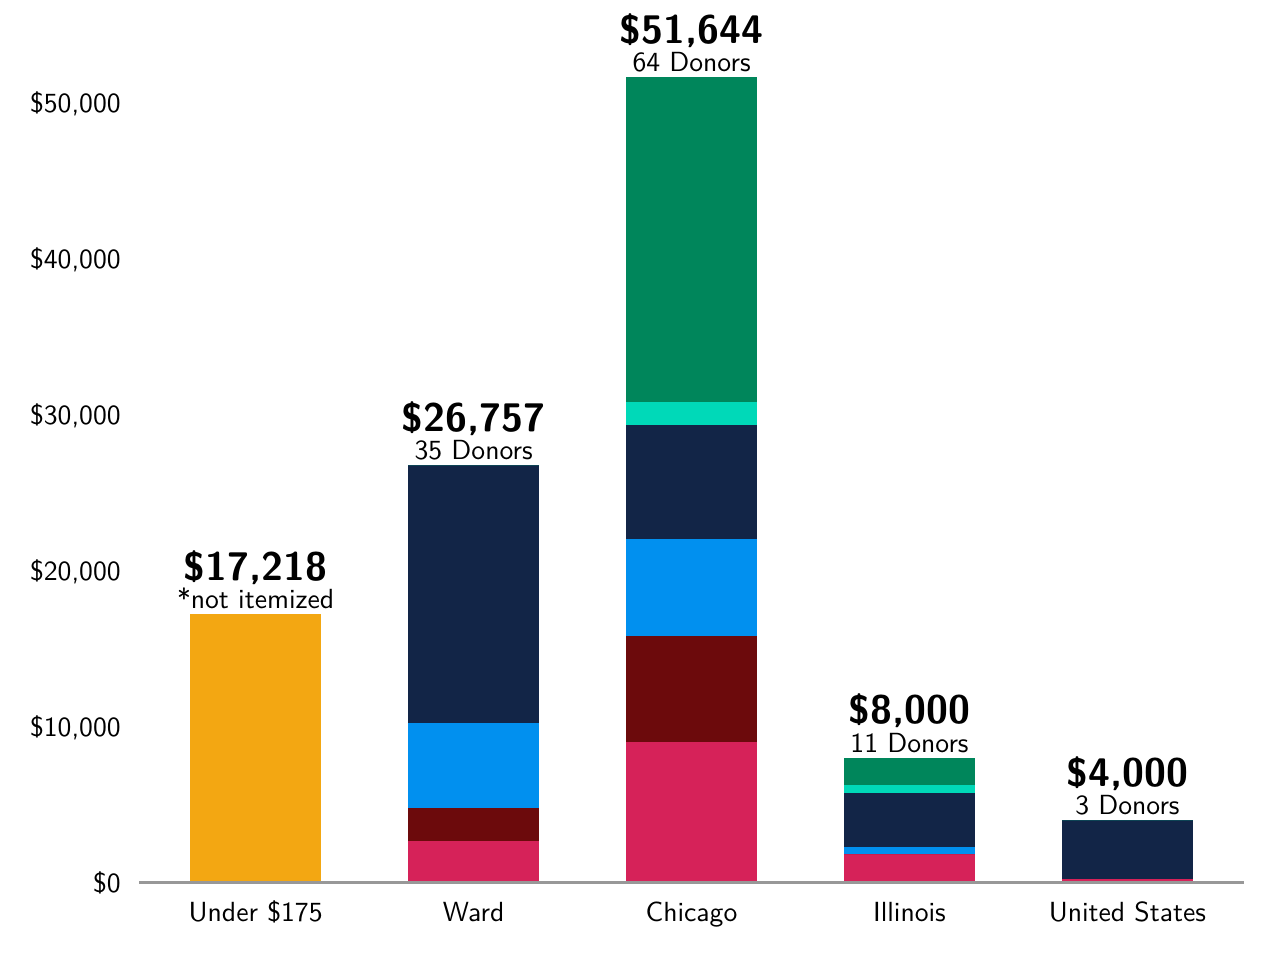 $51,644
64 Donors
$50,000
$40,000
$30,000
$26,757
35 Donors
$20,000
$17,218
*not itemized
$10,000
$8,000
11 Donors
$4,000
3 Donors
$0
Under $175
Ward
Chicago
Illinois
United States